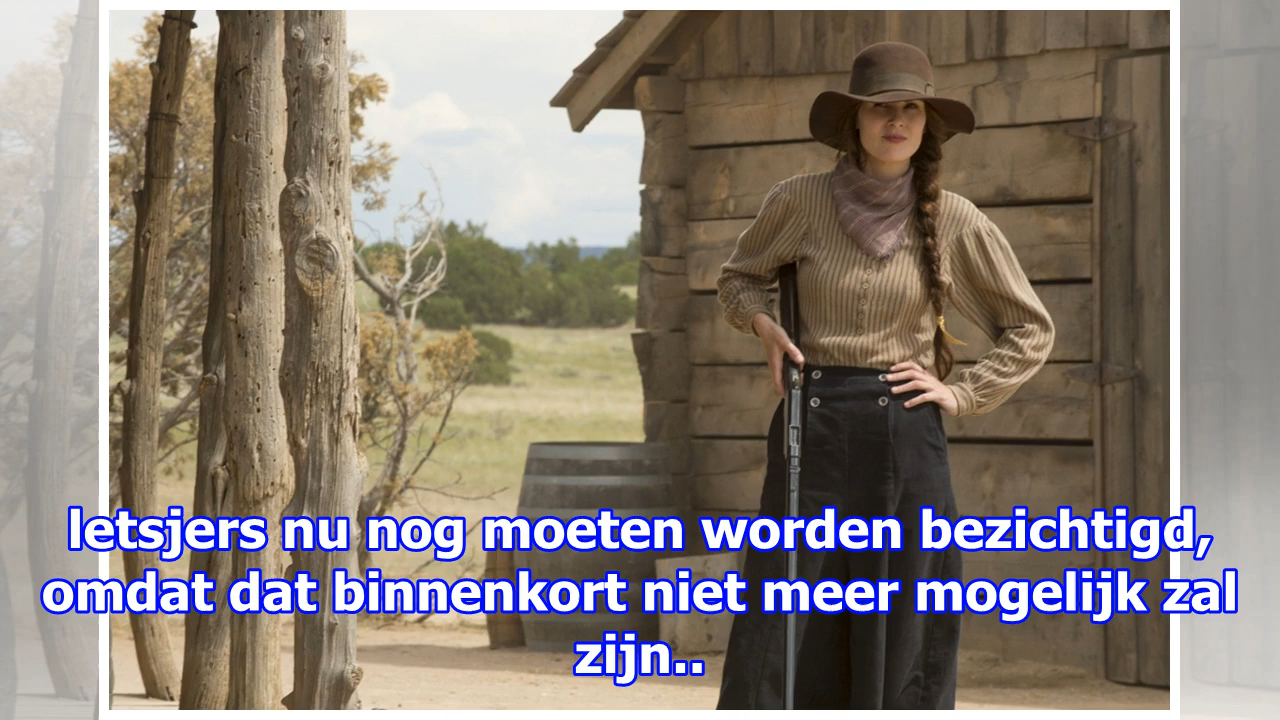 letsjers nu nog moeten worden bezichtigd,
omdat dat binnenkort niet meer mogelijk zal
zijn..